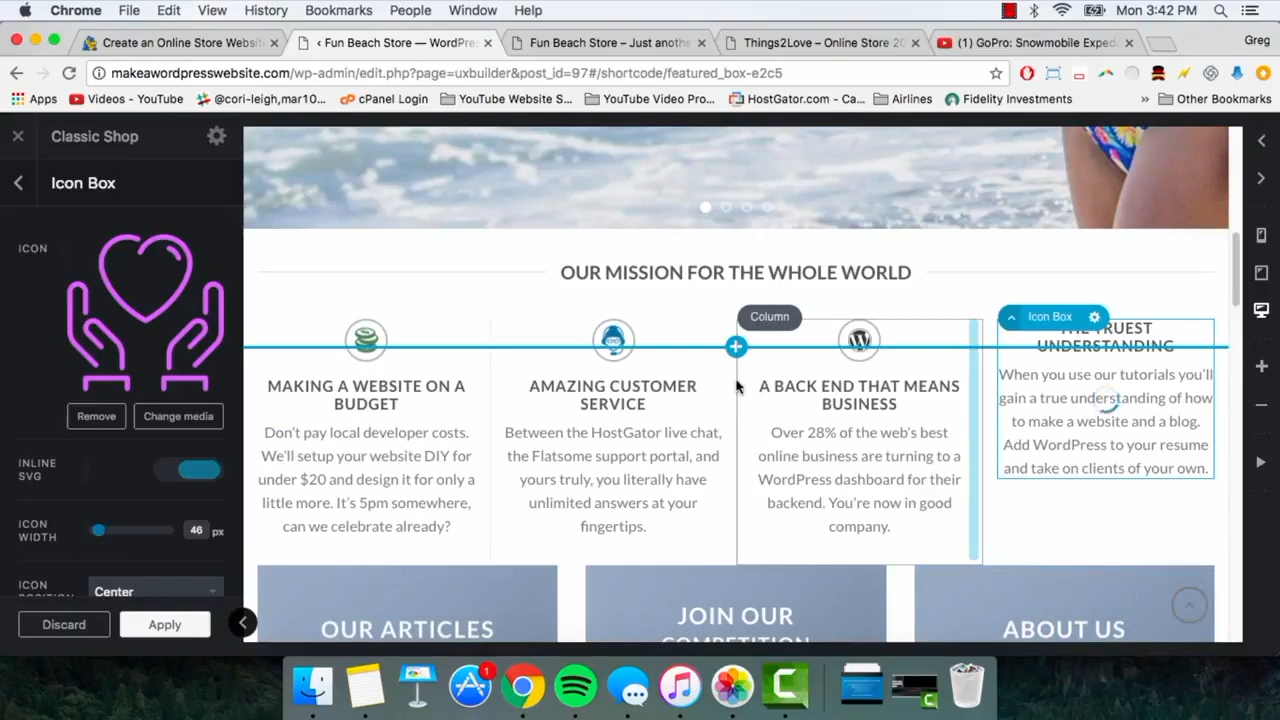 Chrome File Edit View History Bookmarks People Window Help Mon 3:42 PM
Create an Online Store Websit
‹ Fun Beach Store — WordPre
Fun Beach Store – Just anothe
Things2Love – Online Store 20
(1) GoPro: Snowmobile Exped
Greg
makeawordpresswebsite.com/wp-admin/edit.php?page=uxbuilder&post_id=97#/shortcode/featured_box-e2c5
Apps Videos - YouTube @cori-leigh,mar10... cPanel Login YouTube Website S... YouTube Video Pro... HostGator.com - Ca... Airlines Fidelity Investments » Other Bookmarks
Classic Shop
Icon Box
ICON
Remove
Change media
INLINE
SVG
ICON
WIDTH
46 px
ICON
POSITION
Center
Discard
Apply
OUR MISSION FOR THE WHOLE WORLD
Column
Icon Box
MAKING A WEBSITE ON A
BUDGET
Don't pay local developer costs.
We'll setup your website DIY for
under $20 and design it for only a
little more. It's 5pm somewhere,
can we celebrate already?
AMAZING CUSTOMER
SERVICE
Between the HostGator live chat,
the Flatsome support portal, and
yours truly, you literally have
unlimited answers at your
fingertips.
A BACK END THAT MEANS
BUSINESS
Over 28% of the web's best
online business are turning to a
WordPress dashboard for their
backend. You're now in good
company.
THE TRUEST
UNDERSTANDING
When you use our tutorials you'll
gain a true understanding of how
to make a website and a blog.
Add WordPress to your resume
and take on clients of your own.
OUR ARTICLES
JOIN OUR
COMPETITION
ABOUT US
1